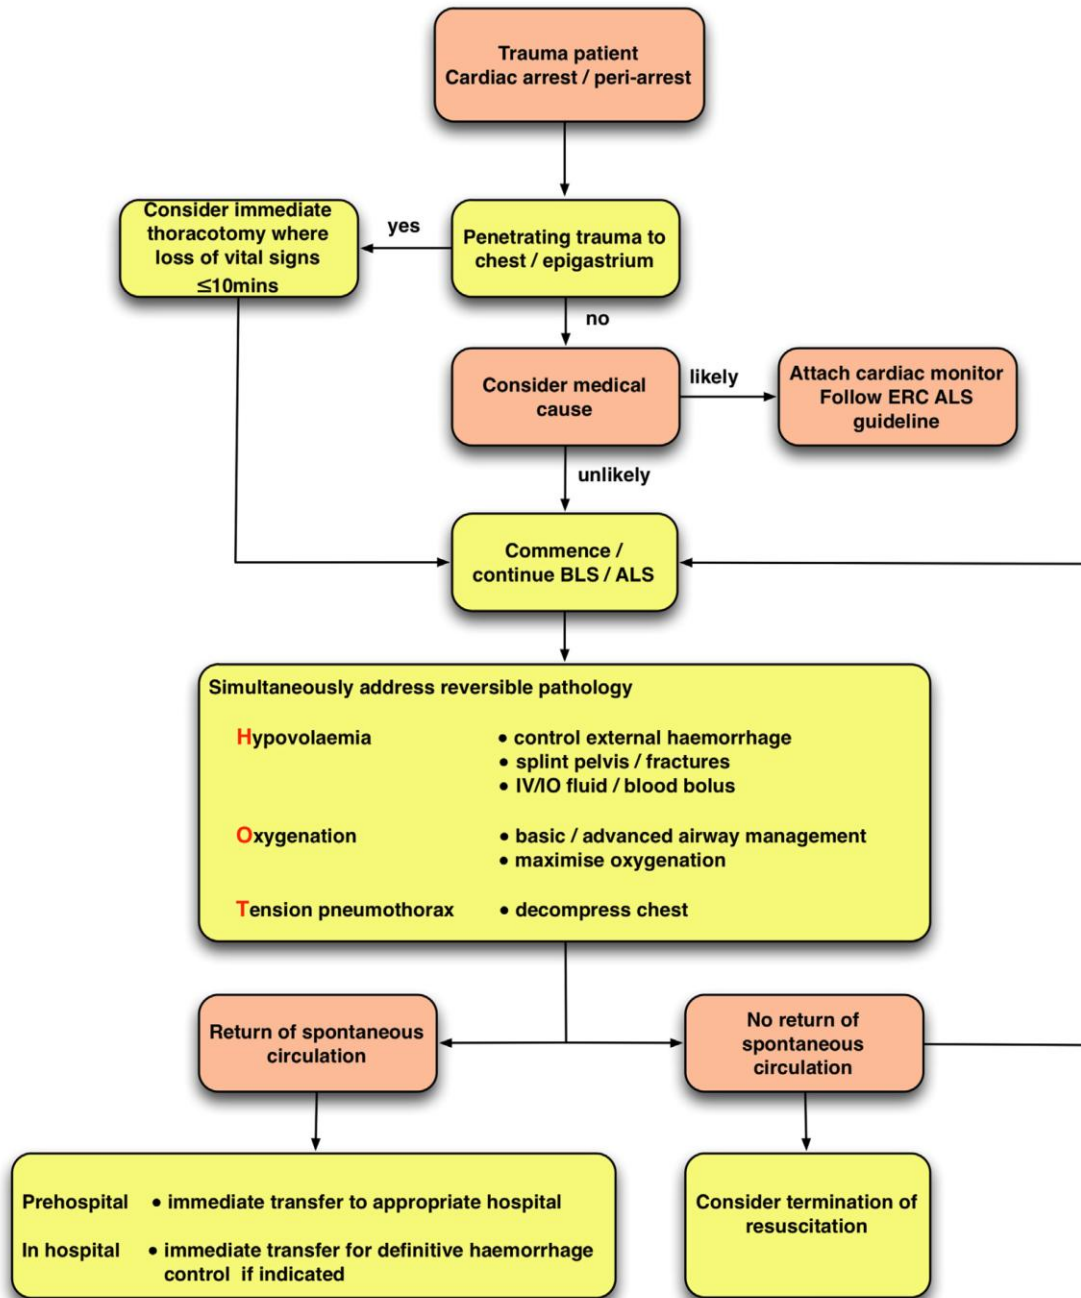 Trauma patient
Cardiac arrest / peri-arrest
Consider immediate
thoracotomy where
loss of vital signs
≤10mins
yes
Penetrating trauma to
chest / epigastrium
no
Consider medical
cause
likely
Attach cardiac monitor
Follow ERC ALS
guideline
unlikely
Commence /
continue BLS / ALS
Simultaneously address reversible pathology
Hypovolaemia • control external haemorrhage
• splint pelvis / fractures
• IV/IO fluid / blood bolus
Oxygenation • basic / advanced airway management
• maximise oxygenation
Tension pneumothorax • decompress chest
Return of spontaneous
circulation
No return of
spontaneous
circulation
Prehospital • immediate transfer to appropriate hospital
In hospital • immediate transfer for definitive haemorrhage
control if indicated
Consider termination of
resuscitation